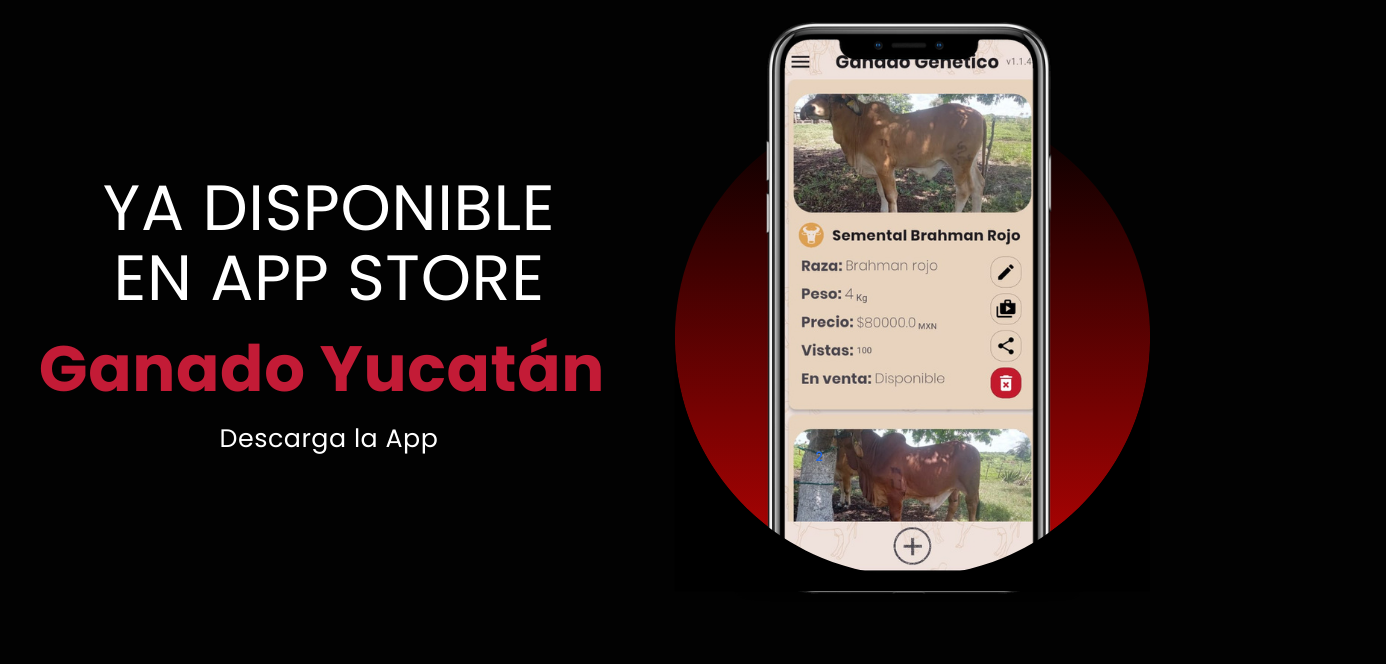 YA DISPONIBLE
EN APP STORE
Ganado Yucatán
Descarga la App
Ganado Genético v1.1.4
Semental Brahman Rojo
Raza: Brahman rojo
Peso: 4 Kg
Precio: $80000.0 MXN
Vistas: 100
En venta: Disponible